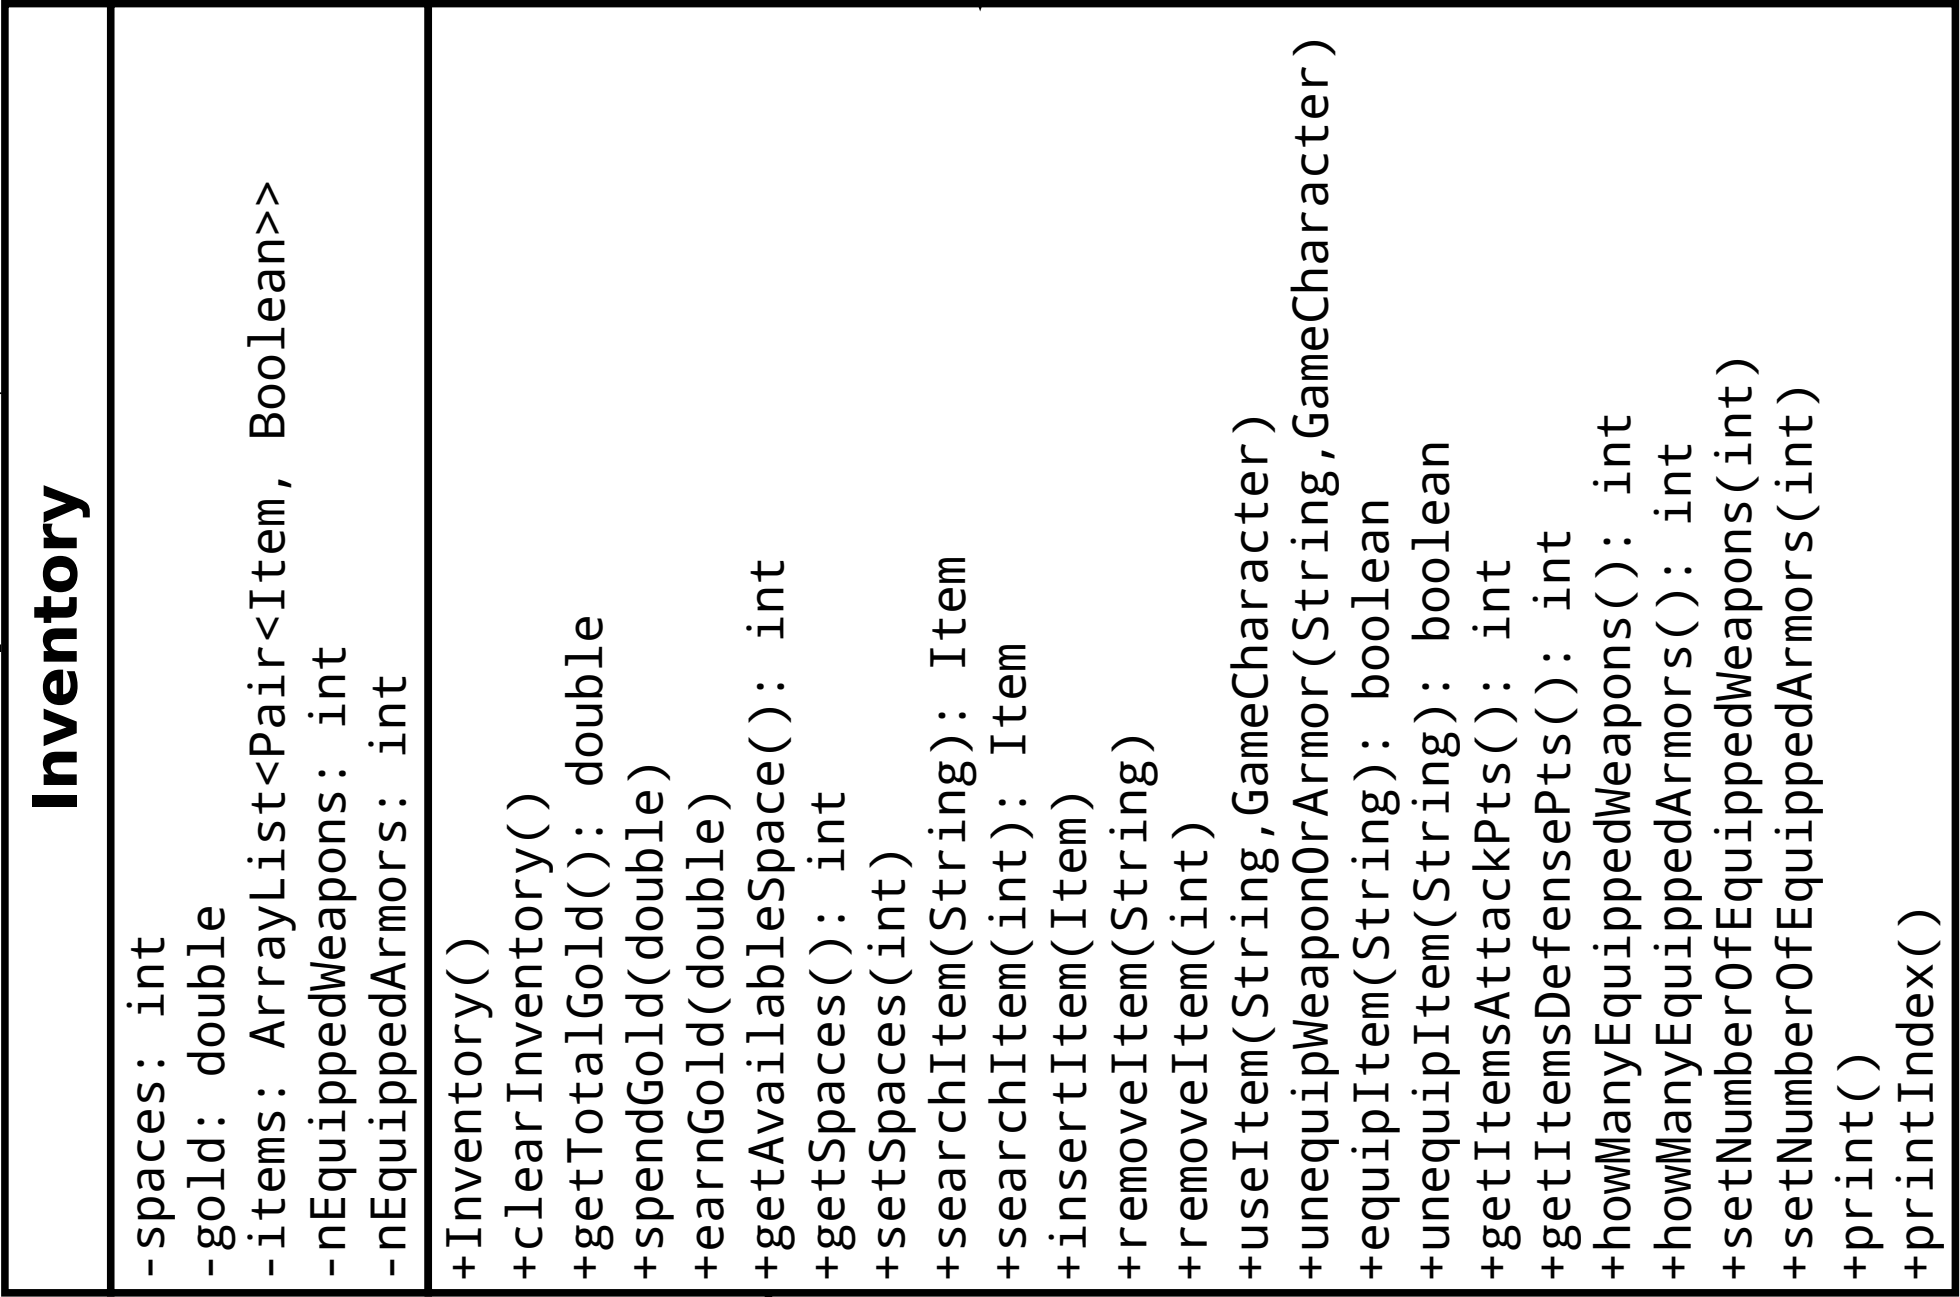 Inventory
-spaces: int
-gold: double
-items: ArrayList<Pair<Item, Boolean>>
-nEquippedWeapons: int
-nEquippedArmors: int
+Inventory()
+clearInventory()
+getTotalGold(): double
+spendGold(double)
+earnGold(double)
+getAvailableSpace(): int
+getSpaces(): int
+setSpaces(int)
+searchItem(String): Item
+searchItem(int): Item
+insertItem(Item)
+removeItem(String)
+removeItem(int)
+useItem(String,GameCharacter)
+unequipWeaponOrArmor(String,GameCharacter)
+equipItem(String): boolean
+unequipItem(String): boolean
+getItemsAttackPts(): int
+getItemsDefensePts(): int
+howManyEquippedWeapons(): int
+howManyEquippedArmors(): int
+setNumberOfEquippedWeapons(int)
+setNumberOfEquippedArmors(int)
+print()
+printIndex()